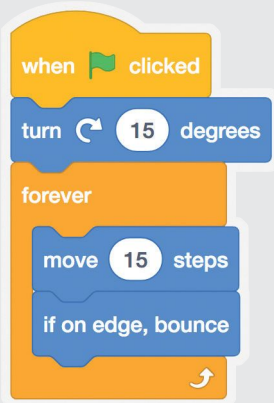 when clicked
turn 15 degrees
forever
move 15 steps
if on edge, bounce